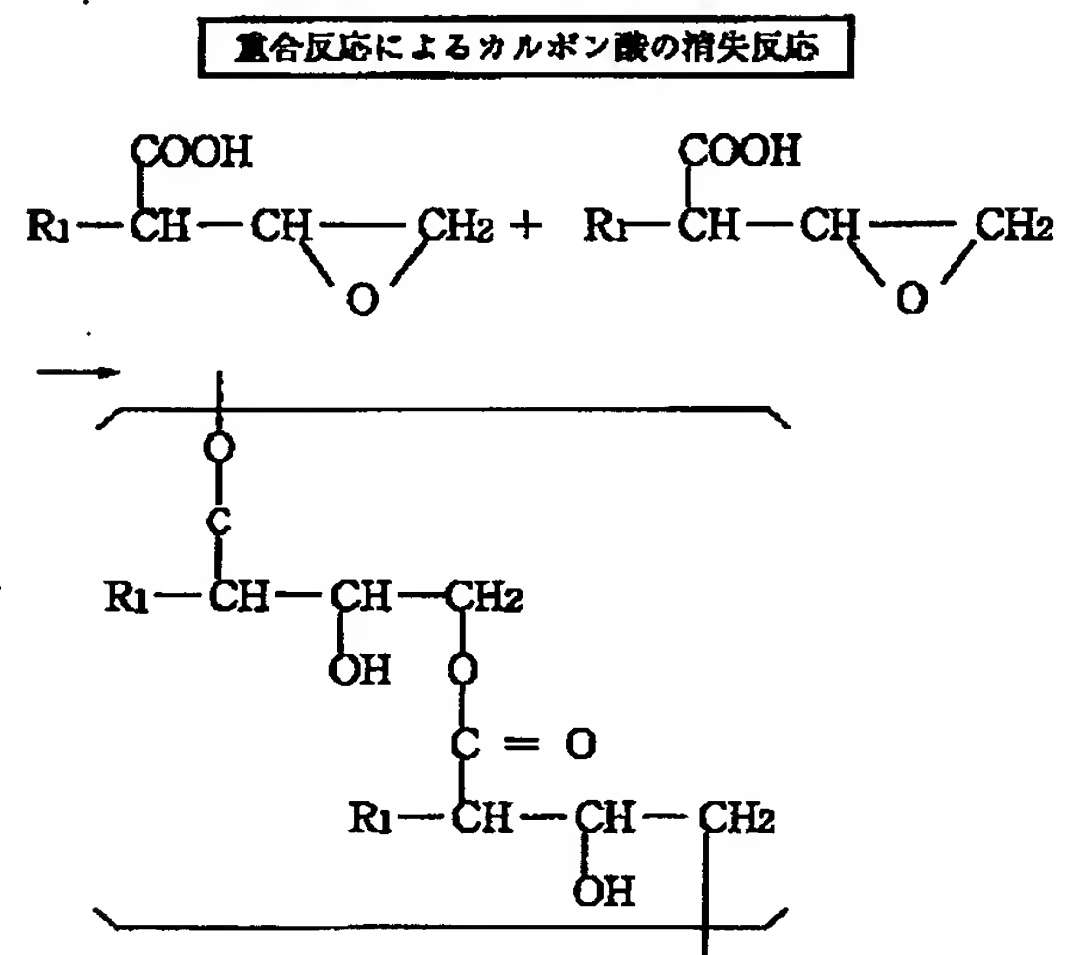 重合反応によるカルボン酸の消失反応
COOH COOH
R1—CH—CH—CH2 + R1—CH—CH—CH2
O O
→
O
C
R1—CH—CH—CH2
OH O
C = O
R1—CH—CH—CH2
OH